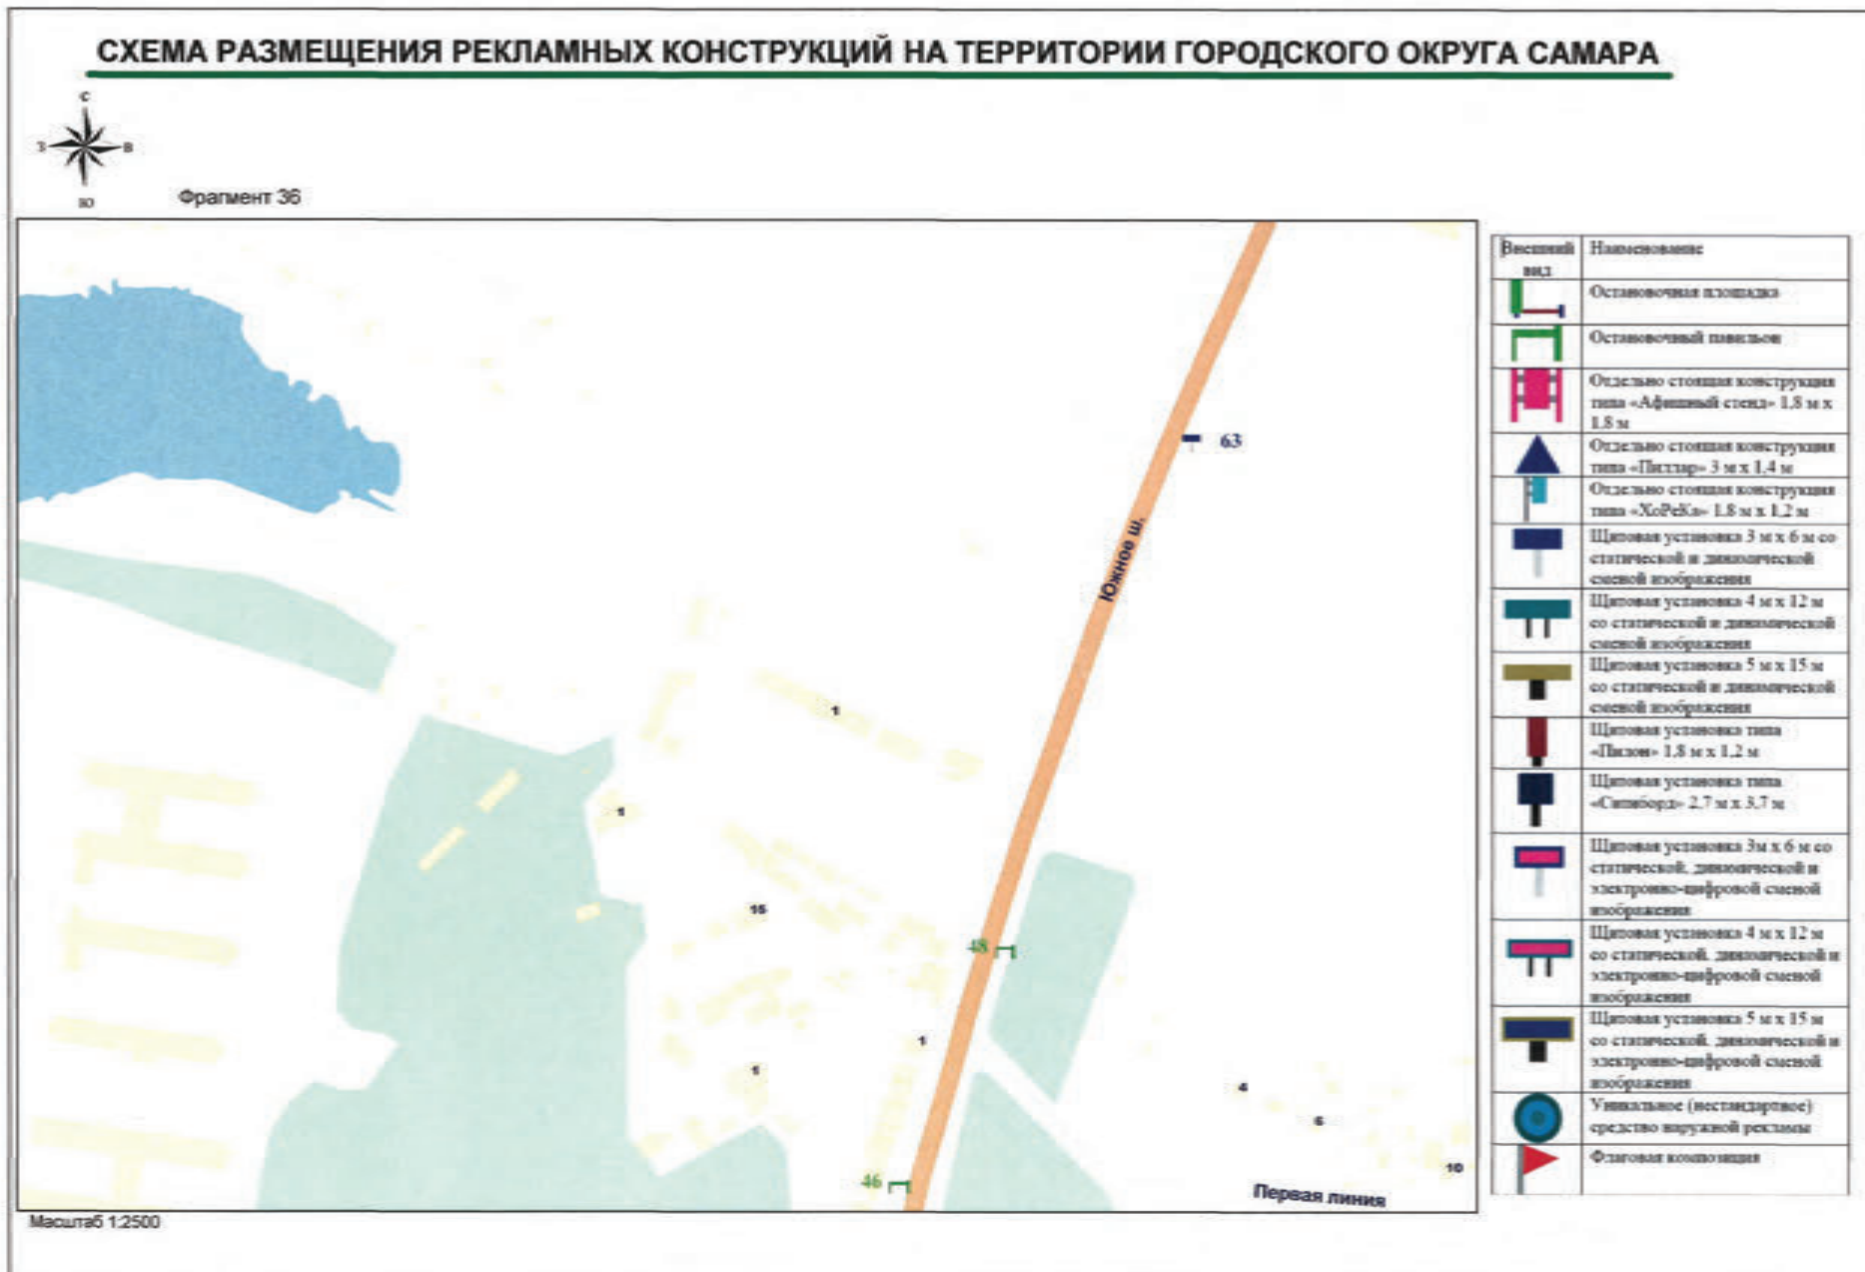 СХЕМА РАЗМЕЩЕНИЯ РЕКЛАМНЫХ КОНСТРУКЦИЙ НА ТЕРРИТОРИИ ГОРОДСКОГО ОКРУГА САМАРА
С
З В
Ю
Фрагмент 36
63
Южное ш.
1
1
15
48
1
1
4
6
46
10
Первая линия
Масштаб 1:2500
Внешний вид Наименование
Остановочная площадка
Остановочный павильон
Отдельно стоящая конструкция
типа «Афишный стенд» 1,8 м х
1,8 м
Отдельно стоящая конструкция
типа «Пиллар» 3 м х 1,4 м
Отдельно стоящая конструкция
типа «ХоРеКа» 1,8 м х 1,2 м
Щитовая установка 3 м х 6 м со
статической и динамической
сменой изображения
Щитовая установка 4 м х 12 м
со статической и динамической
сменой изображения
Щитовая установка 5 м х 15 м
со статической и динамической
сменой изображения
Щитовая установка типа
«Пилон» 1,8 м х 1,2 м
Щитовая установка типа
«Ситиборд» 2,7 м х 3,7 м
Щитовая установка 3м х 6 м со
статической, динамической и
электронно-цифровой сменой
изображения
Щитовая установка 4 м х 12 м
со статической, динамической и
электронно-цифровой сменой
изображения
Щитовая установка 5 м х 15 м
со статической, динамической и
электронно-цифровой сменой
изображения
Уникальное (нестандартное)
средство наружной рекламы
Флаговая композиция